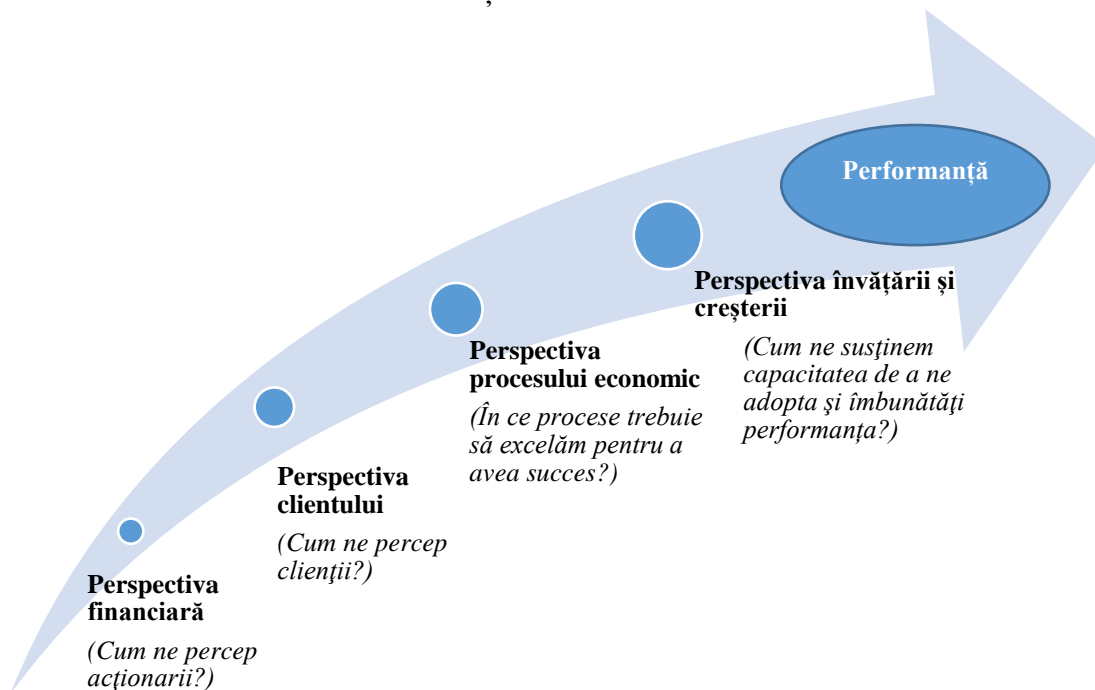 Performanță
Perspectiva învățării și
creșterii
(Cum ne susţinem
capacitatea de a ne
adopta şi îmbunătăţi
performanța?)
Perspectiva
procesului economic
(În ce procese trebuie
să excelăm pentru a
avea succes?)
Perspectiva
clientului
(Cum ne percep
clienţii?)
Perspectiva
financiară
(Cum ne percep
acţionarii?)